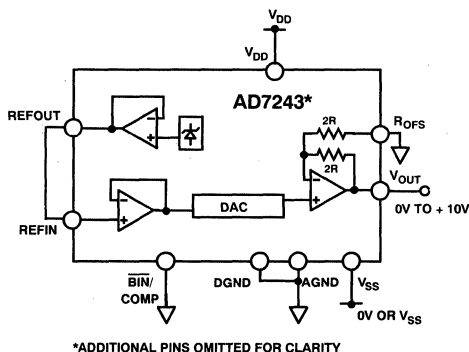 VDD
VDD
AD7243*
REFOUT
2R
ROFS
2R
VOUT
DAC
0V TO + 10V
REFIN
BIN/
COMP
DGND
AGND
VSS
0V OR VSS
*ADDITIONAL PINS OMITTED FOR CLARITY